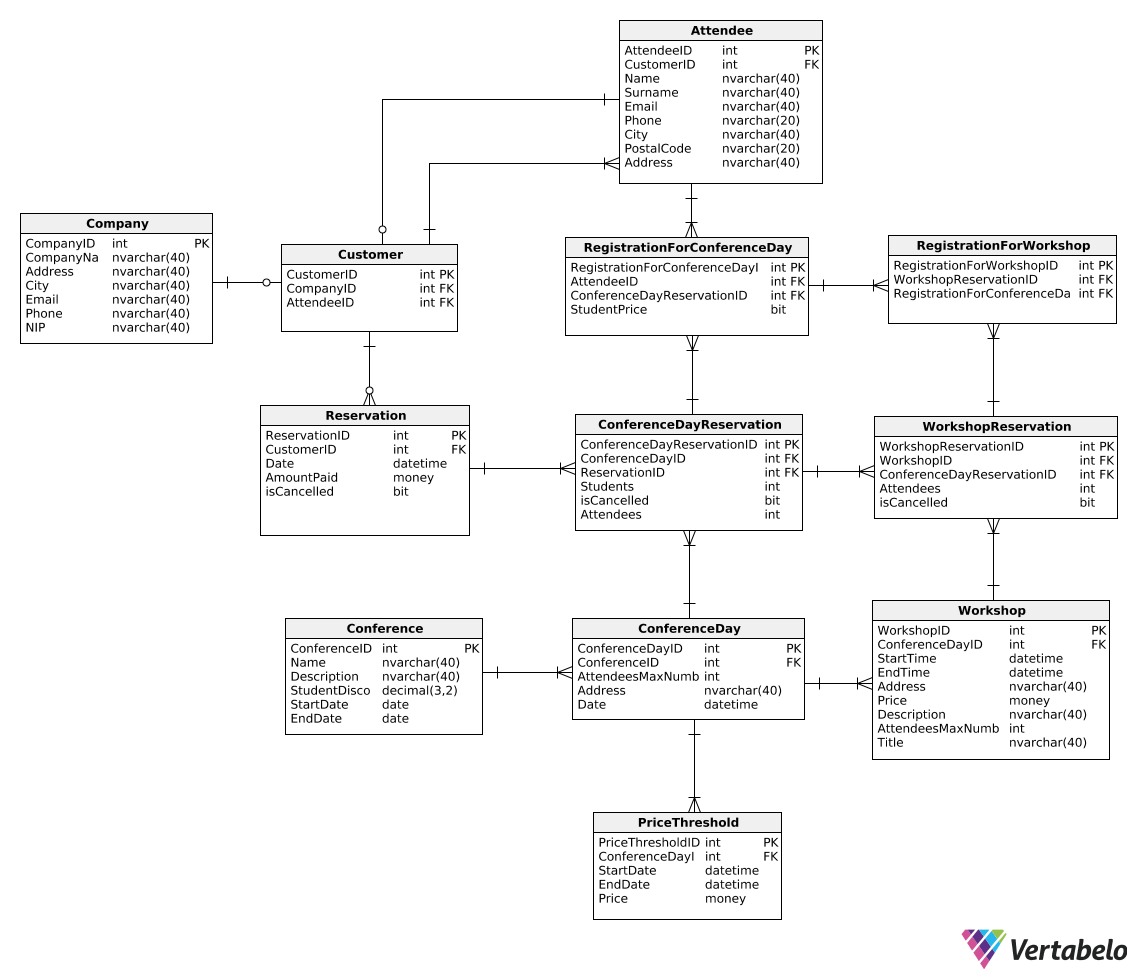 Attendee
AttendeeID int PK
CustomerID int FK
Name nvarchar(40)
Surname nvarchar(40)
Email nvarchar(40)
Phone nvarchar(20)
City nvarchar(40)
PostalCode nvarchar(20)
Address nvarchar(40)
Company
CompanyID int PK
CompanyNa nvarchar(40)
Address nvarchar(40)
City nvarchar(40)
Email nvarchar(40)
Phone nvarchar(40)
NIP nvarchar(40)
Customer
CustomerID int PK
CompanyID int FK
AttendeeID int FK
RegistrationForConferenceDay
RegistrationForConferenceDayI int PK
AttendeeID int FK
ConferenceDayReservationID int FK
StudentPrice bit
RegistrationForWorkshop
RegistrationForWorkshopID int PK
WorkshopReservationID int FK
RegistrationForConferenceDa int FK
Reservation
ReservationID int PK
CustomerID int FK
Date datetime
AmountPaid money
isCancelled bit
ConferenceDayReservation
ConferenceDayReservationID int PK
ConferenceDayID int FK
ReservationID int FK
Students int
isCancelled bit
Attendees int
WorkshopReservation
WorkshopReservationID int PK
WorkshopID int FK
ConferenceDayReservationID int FK
Attendees int
isCancelled bit
Conference
ConferenceID int PK
Name nvarchar(40)
Description nvarchar(40)
StudentDisco decimal(3,2)
StartDate date
EndDate date
ConferenceDay
ConferenceDayID int PK
ConferenceID int FK
AttendeesMaxNumb int
Address nvarchar(40)
Date datetime
Workshop
WorkshopID int PK
ConferenceDayID int FK
StartTime datetime
EndTime datetime
Address nvarchar(40)
Price money
Description nvarchar(40)
AttendeesMaxNumb int
Title nvarchar(40)
PriceThreshold
PriceThresholdID int PK
ConferenceDayI int FK
StartDate datetime
EndDate datetime
Price money
Vertabelo